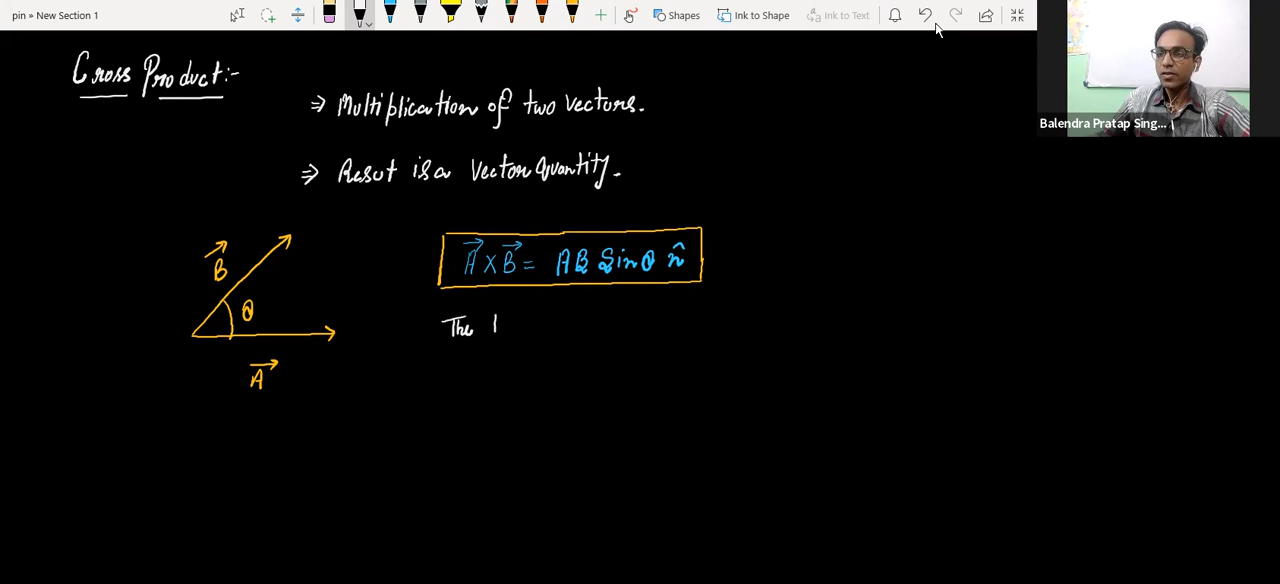 pin » New Section 1
Shapes
Ink to Shape
Ink to Text
Balendra Pratap Sing...
Cross Product:-
⇒ Multiplication of two vectors.
⇒ Resut is a Vector Quantity.
A⃗ × B⃗ = AB Sinθ n̂
B⃗
θ
The
A⃗